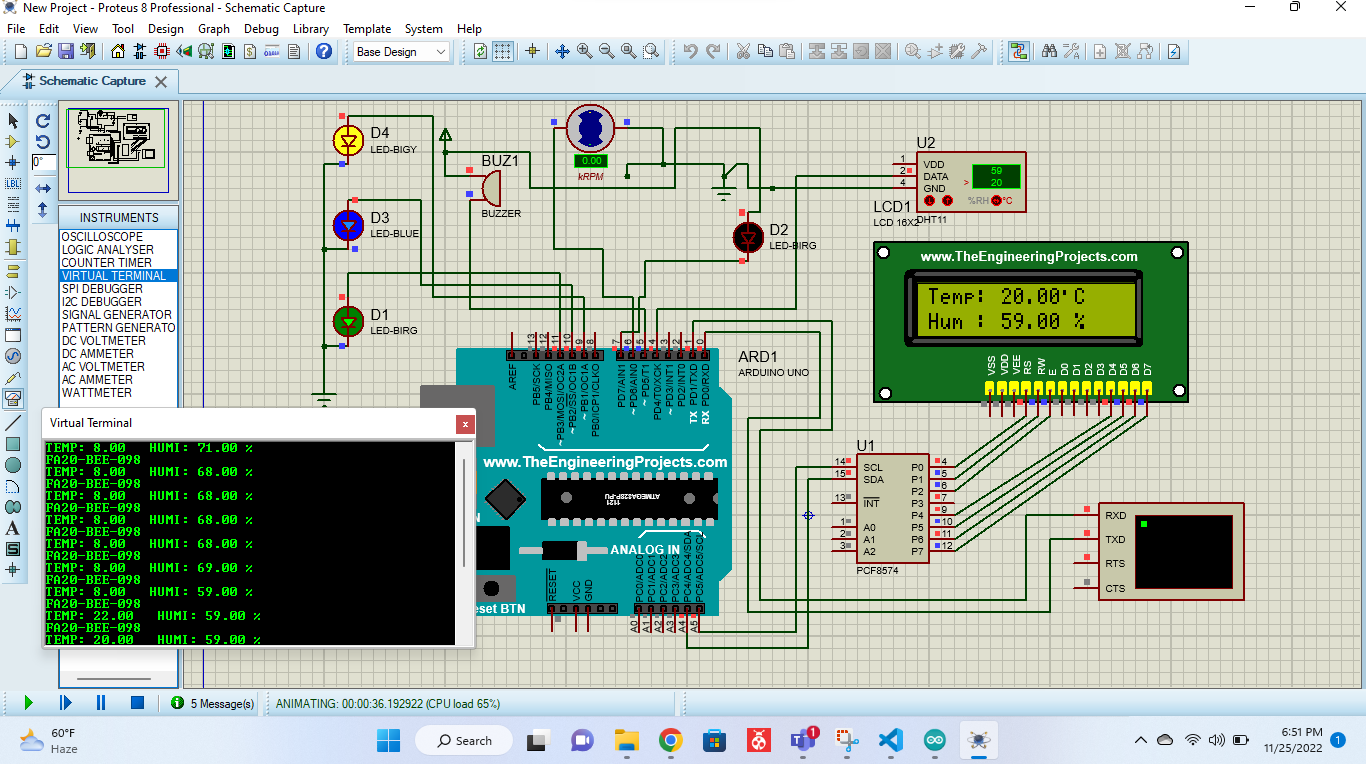 New Project - Proteus 8 Professional - Schematic Capture
File Edit View Tool Design Graph Debug Library Template System Help
Base Design
Schematic Capture
0°
LBL
A
S
INSTRUMENTS
OSCILLOSCOPE
LOGIC ANALYSER
COUNTER TIMER
VIRTUAL TERMINAL
SPI DEBUGGER
I2C DEBUGGER
SIGNAL GENERATOR
PATTERN GENERATO
DC VOLTMETER
DC AMMETER
AC VOLTMETER
AC AMMETER
WATTMETER
D4
LED-BIGY
D3
LED-BLUE
D1
LED-BIRG
BUZ1
BUZZER
0.00
kRPM
D2
LED-BIRG
U2
1 VDD
2 DATA
4 GND
> 59
20
%RH °C
DHT11
LCD1
LCD 16X2
www.TheEngineeringProjects.com
Temp: 20.00'C
Hum : 59.00 %
VSS VDD VEE RS RW E D0 D1 D2 D3 D4 D5 D6 D7
ARD1
ARDUINO UNO
13 12 11 10 9 8 7 6 5 4 3 2 1 0
AREF
PB5/SCK
PB4/MISO
~PB3/MOSI/OC2A
~PB2/SS/OC1B
~PB1/OC1A
PB0/ICP1/CLKO
PD7/AIN1
~PD6/AIN0
~PD5/T1
PD4/T0/XCK
~PD3/INT1
PD2/INT0
TX PD1/TXD
RX PD0/RXD
www.TheEngineeringProjects.com
ATMEGA328P-PU
1121
ANALOG IN
RESET
VCC
GND
PC0/ADC0
PC1/ADC1
PC2/ADC2
PC3/ADC3
PC4/ADC4/SDA
PC5/ADC5/SCL
A0 A1 A2 A3 A4 A5
eset BTN
U1
14 SCL P0 4
15 SDA P1 5
P2 6
13 INT P3 7
P4 9
1 A0 P5 10
2 A1 P6 11
3 A2 P7 12
PCF8574
RXD
TXD
RTS
CTS
Virtual Terminal
x
TEMP: 8.00 HUMI: 71.00 %
FA20-BEE-098
TEMP: 8.00 HUMI: 68.00 %
FA20-BEE-098
TEMP: 8.00 HUMI: 68.00 %
FA20-BEE-098
TEMP: 8.00 HUMI: 68.00 %
FA20-BEE-098
TEMP: 8.00 HUMI: 68.00 %
FA20-BEE-098
TEMP: 8.00 HUMI: 69.00 %
FA20-BEE-098
TEMP: 8.00 HUMI: 59.00 %
FA20-BEE-098
TEMP: 22.00 HUMI: 59.00 %
FA20-BEE-098
TEMP: 20.00 HUMI: 59.00 %
5 Message(s)
ANIMATING: 00:00:36.192922 (CPU load 65%)
60°F
Haze
Search
1
6:51 PM
11/25/2022
1